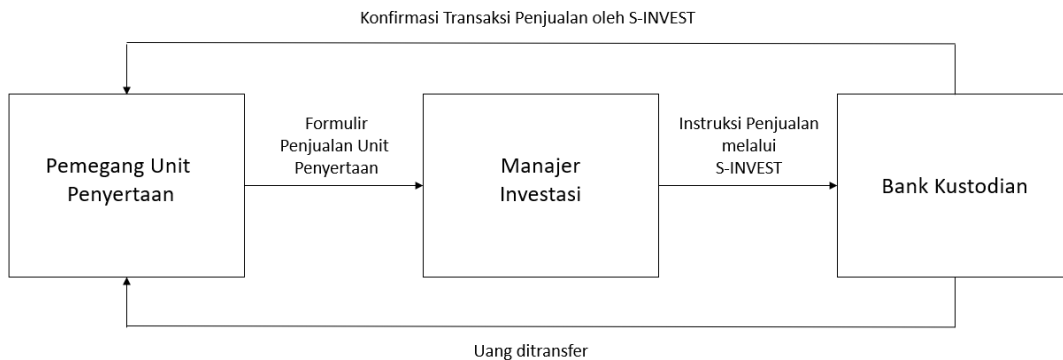 Konfirmasi Transaksi Penjualan oleh S-INVEST
Pemegang Unit
Penyertaan
Formulir
Penjualan Unit
Penyertaan
Manajer
Investasi
Instruksi Penjualan
melalui
S-INVEST
Bank Kustodian
Uang ditransfer